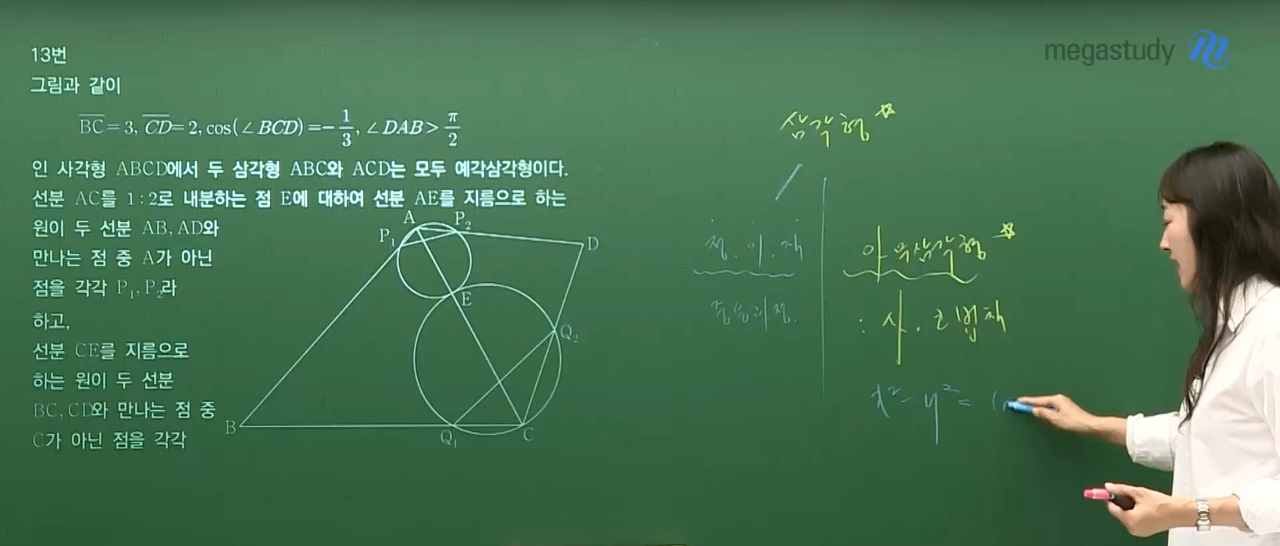 megastudy
13번
그림과 같이
BC=3, CD=2, cos(∠BCD)=-1/3, ∠DAB>π/2
인 사각형 ABCD에서 두 삼각형 ABC와 ACD는 모두 예각삼각형이다.
선분 AC를 1:2로 내분하는 점 E에 대하여 선분 AE를 지름으로 하는
원이 두 선분 AB, AD와
만나는 점 중 A가 아닌
점을 각각 P₁, P₂라
하고,
선분 CE를 지름으로
하는 원이 두 선분
BC, CD와 만나는 점 중
C가 아닌 점을 각각
A
P₂
P₁
D
E
Q₂
B
Q₁
C
삼각형
아무삼각형
: 사. 코 법칙
x² - y² = (